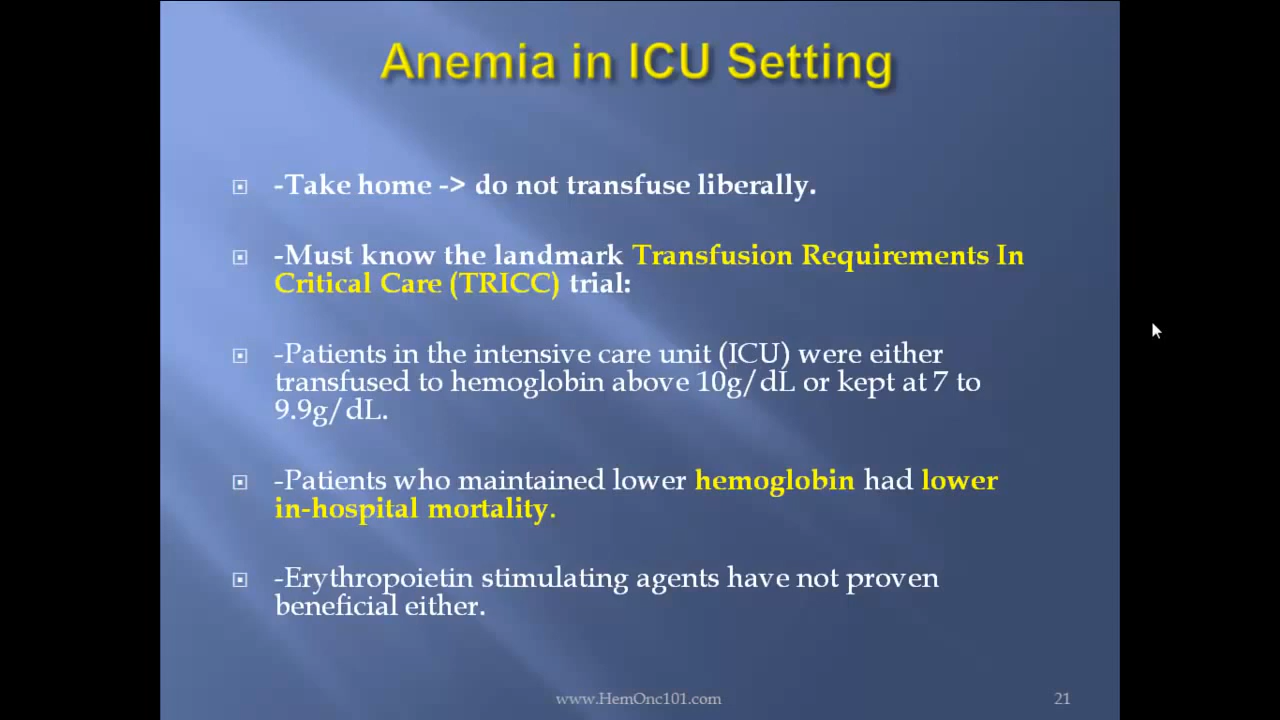 Anemia in ICU Setting
-Take home -> do not transfuse liberally.
-Must know the landmark Transfusion Requirements In
Critical Care (TRICC) trial:
-Patients in the intensive care unit (ICU) were either
transfused to hemoglobin above 10g/dL or kept at 7 to
9.9g/dL.
-Patients who maintained lower hemoglobin had lower
in-hospital mortality.
-Erythropoietin stimulating agents have not proven
beneficial either.
www.HemOnc101.com
21